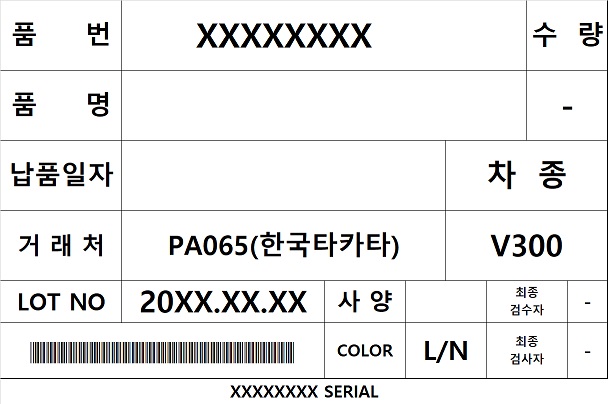 품 번 XXXXXXXX 수 량
품 명 -
납품일자 차 종
거 래 처 PA065(한국타카타) V300
LOT NO 20XX.XX.XX 사 양 최종 검수자 -
COLOR L/N 최종 검사자 -
XXXXXXXX SERIAL